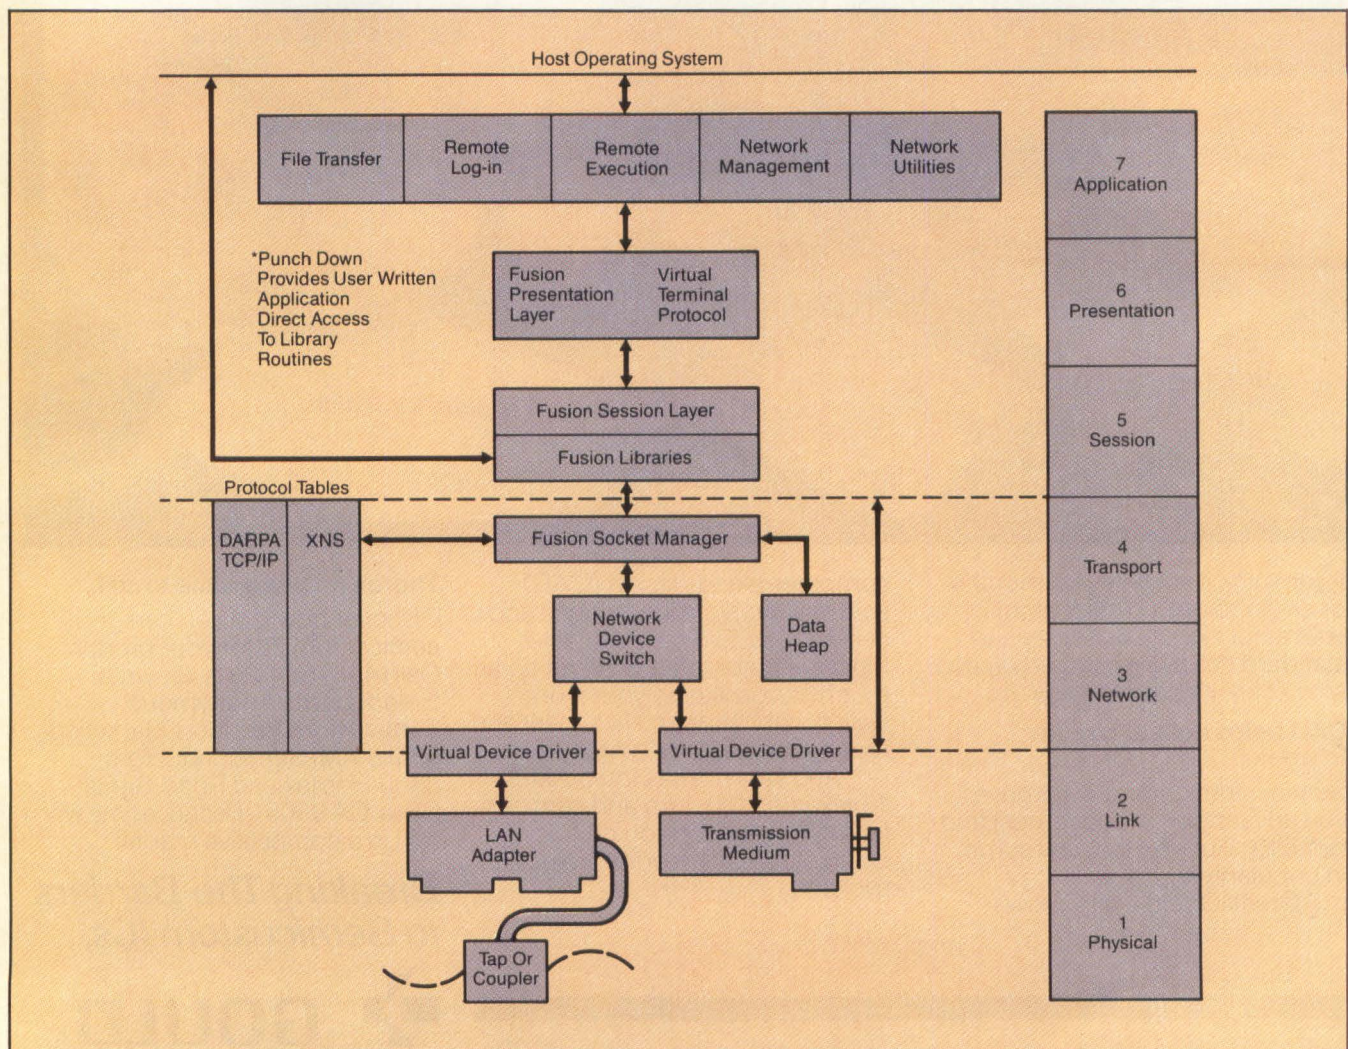 Host Operating System
File Transfer
Remote
Log-in
Remote
Execution
Network
Management
Network
Utilities
7
Application
*Punch Down
Provides User Written
Application
Direct Access
To Library
Routines
Fusion
Presentation
Layer
Virtual
Terminal
Protocol
6
Presentation
Fusion Session Layer
Fusion Libraries
5
Session
Protocol Tables
DARPA
TCP/IP
XNS
Fusion Socket Manager
4
Transport
Network
Device
Switch
Data
Heap
3
Network
Virtual Device Driver
Virtual Device Driver
2
Link
LAN
Adapter
Transmission
Medium
1
Physical
Tap Or
Coupler